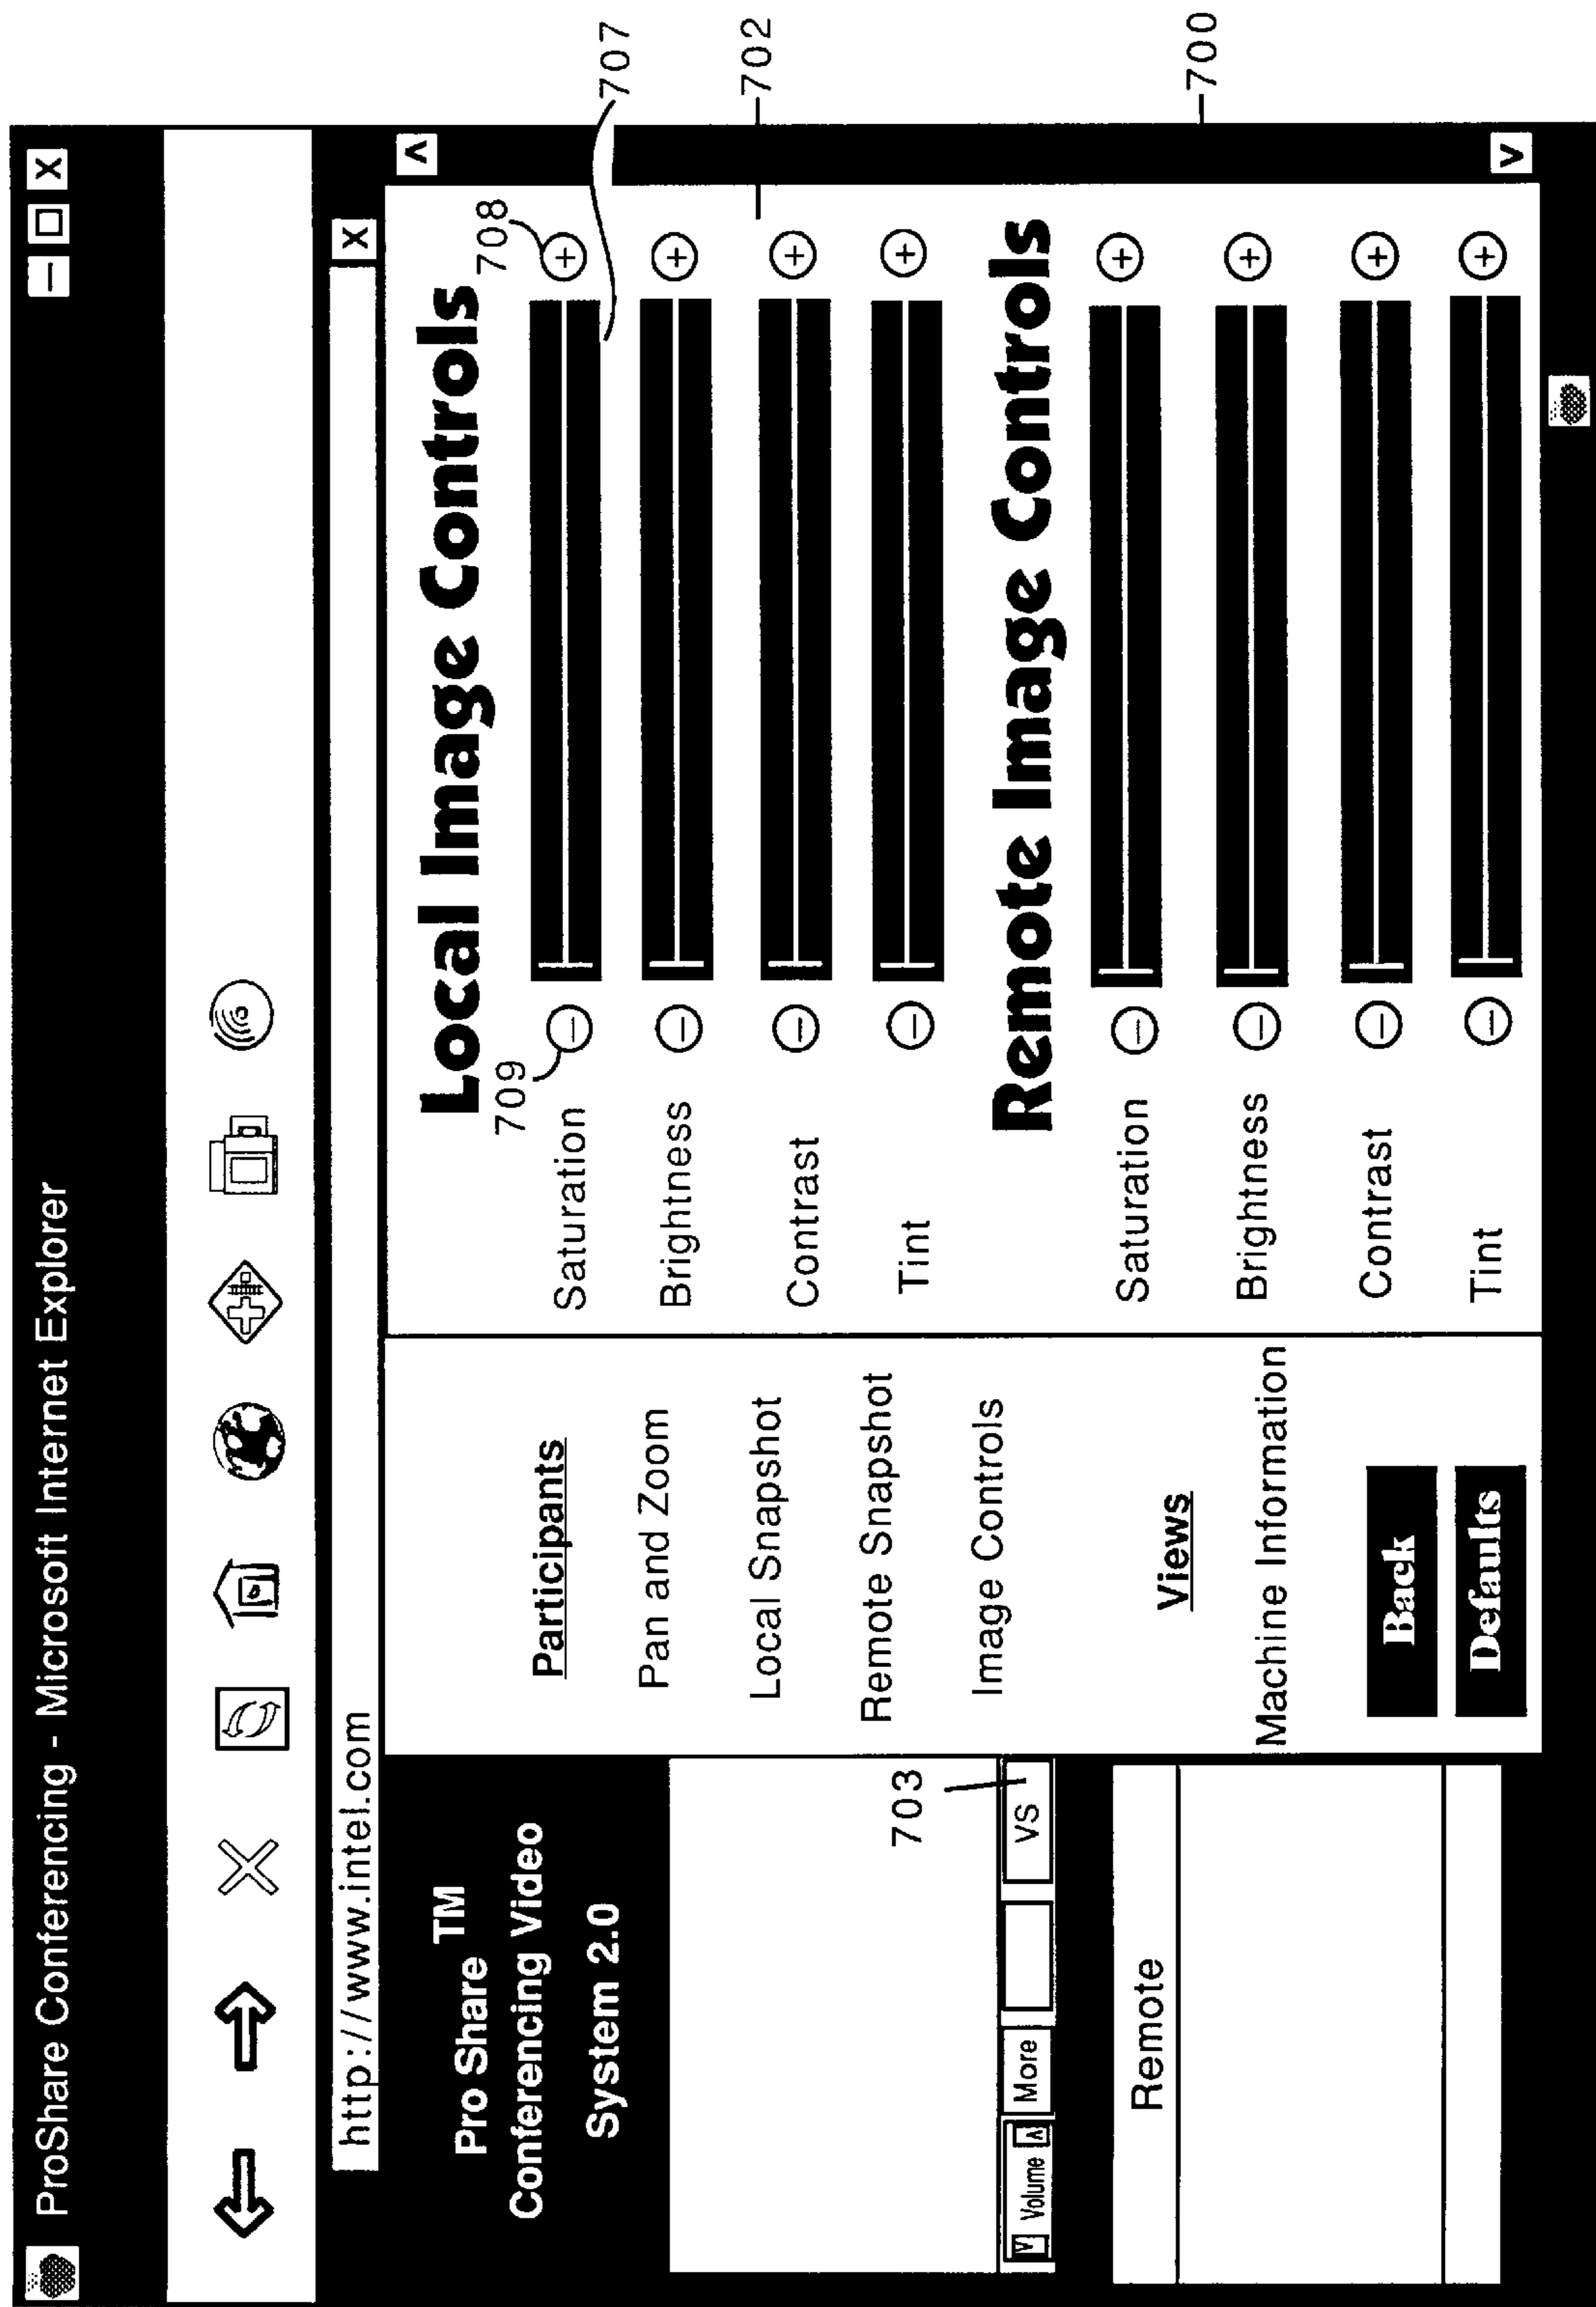 ProShare Conferencing - Microsoft Internet Explorer
— □ X
http://www.intel.com
X
Pro Share TM
Conferencing Video
System 2.0
703
V Volume A
More
VS
Remote
Participants
Pan and Zoom
Local Snapshot
Remote Snapshot
Image Controls
Views
Machine Information
Back
Defaults
Local Image Controls
709
708
Saturation − +
Brightness − +
Contrast − +
Tint − +
Remote Image Controls
Saturation − +
Brightness − +
Contrast − +
Tint − +
707
702
700